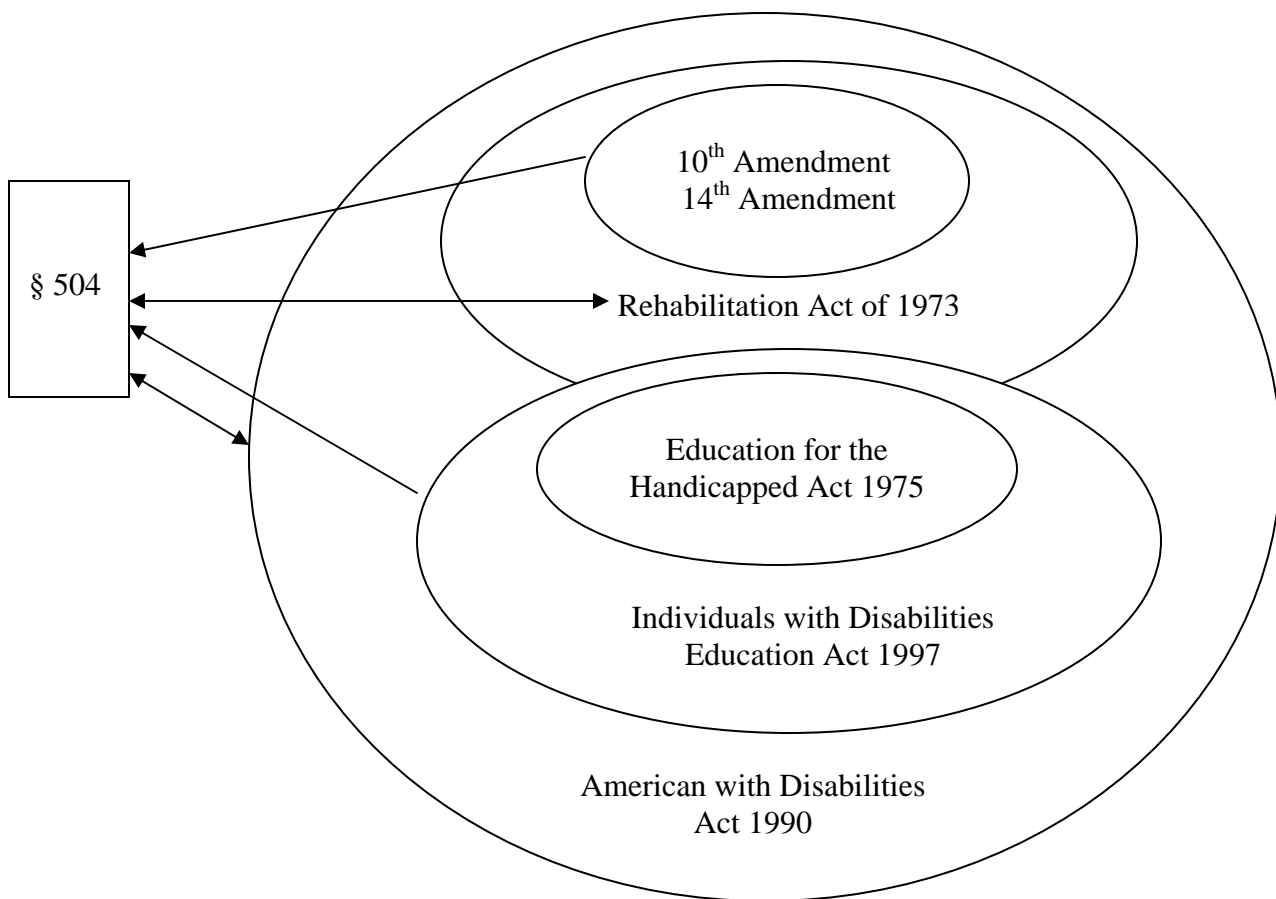 10th Amendment
14th Amendment
§ 504
Rehabilitation Act of 1973
Education for the
Handicapped Act 1975
Individuals with Disabilities
Education Act 1997
American with Disabilities
Act 1990